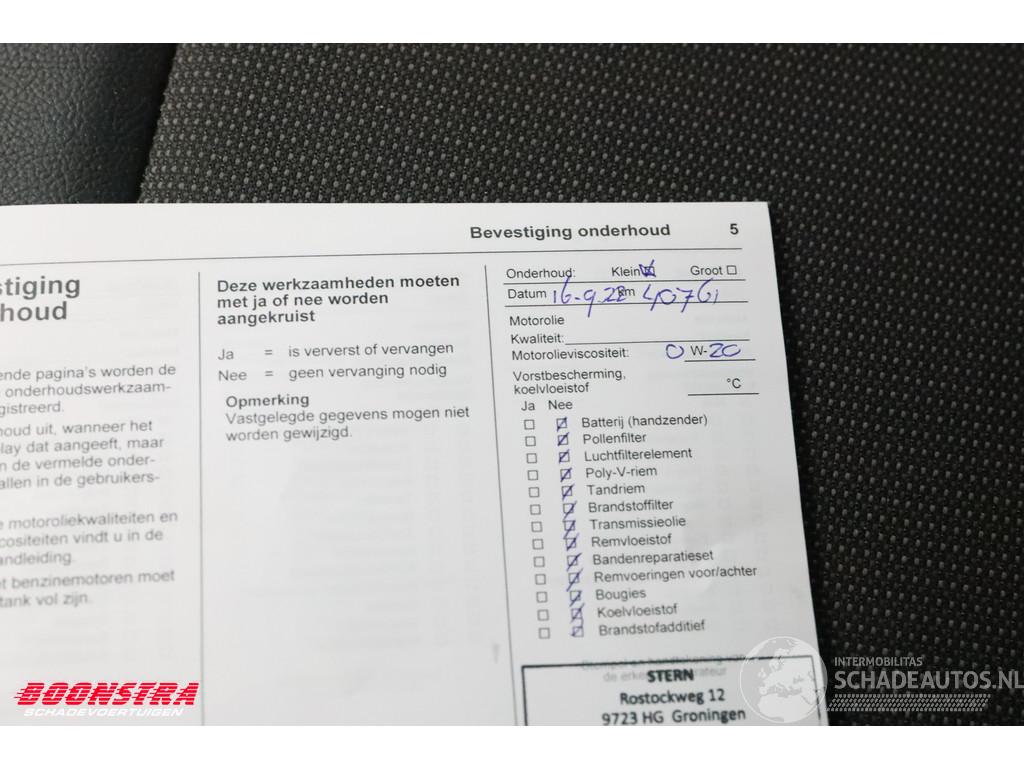 Bevestiging onderhoud 5
stiging
houd
ende pagina's worden de
onderhoudswerkzaam-
gistreerd.
houd uit, wanneer het
lay dat aangeeft, maar
n de vermelde onder-
allen in de gebruikers-
e motoroliekwaliteiten en
cositeiten vindt u in de
andleiding.
t benzinemotoren moet
tank vol zijn.
Deze werkzaamheden moeten
met ja of nee worden
aangekruist
Ja = is ververst of vervangen
Nee = geen vervanging nodig
Opmerking
Vastgelegde gegevens mogen niet
worden gewijzigd.
Onderhoud: Klein Groot
Datum 16-9-22 km 40761
Motorolie
Kwaliteit:
Motorolieviscositeit: 0 W-20
Vorstbescherming,
koelvloeistof °C
Ja Nee
Batterij (handzender)
Pollenfilter
Luchtfilterelement
Poly-V-riem
Tandriem
Brandstoffilter
Transmissieolie
Remvloeistof
Bandenreparatieset
Remvoeringen voor/achter
Bougies
Koelvloeistof
Brandstofadditief
STERN
Rostockweg 12
9723 HG Groningen
BOONSTRA
SCHADEVOERTUIGEN
INTERMOBILITAS
SCHADEAUTOS.NL